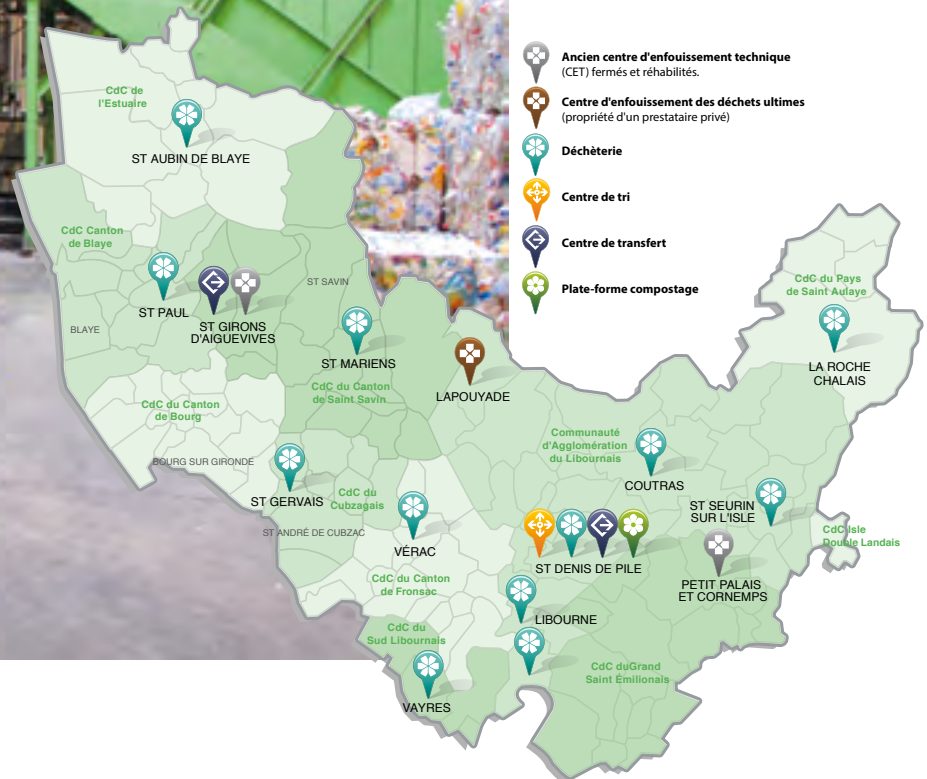 Ancien centre d'enfouissement technique
(CET) fermés et réhabilités.
Centre d'enfouissement des déchets ultimes
(propriété d'un prestataire privé)
Déchèterie
Centre de tri
Centre de transfert
Plate-forme compostage
CdC de
l'Estuaire
ST AUBIN DE BLAYE
CdC Canton
de Blaye
ST PAUL
ST GIRONS
D'AIGUEVIVES
ST SAVIN
BLAYE
ST MARIENS
CdC du Canton
de Saint Savin
LAPOUYADE
CdC du Pays
de Saint Aulaye
LA ROCHE
CHALAIS
CdC du Canton
de Bourg
BOURG SUR GIRONDE
ST GERVAIS
CdC du
Cubzagais
ST ANDRÉ DE CUBZAC
VÉRAC
Communauté
d'Agglomération
du Libournais
COUTRAS
ST SEURIN
SUR L'ISLE
CdC Isle
Double Landais
ST DENIS DE PILE
PETIT PALAIS
ET CORNEMPS
CdC du Canton
de Fronsac
LIBOURNE
CdC du
Sud Libournais
VAYRES
CdC duGrand
Saint Émilionais